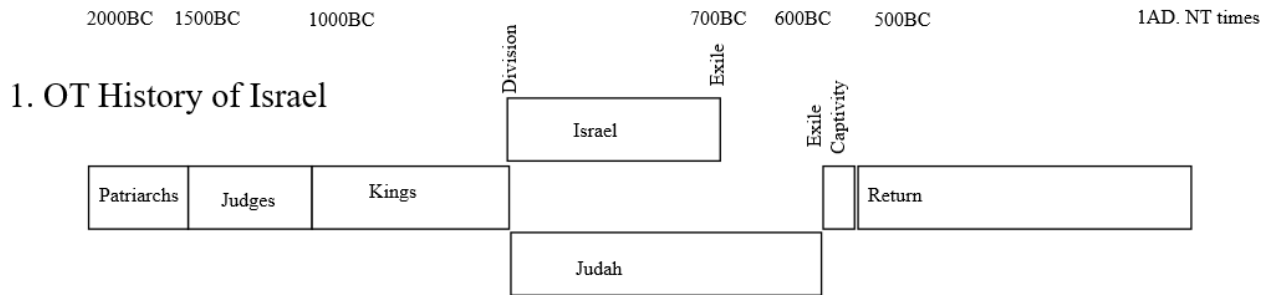 2000BC 1500BC 1000BC 700BC 600BC 500BC 1AD. NT times
Division
Exile
1. OT History of Israel
Exile
Captivity
Israel
Patriarchs Judges Kings Return
Judah